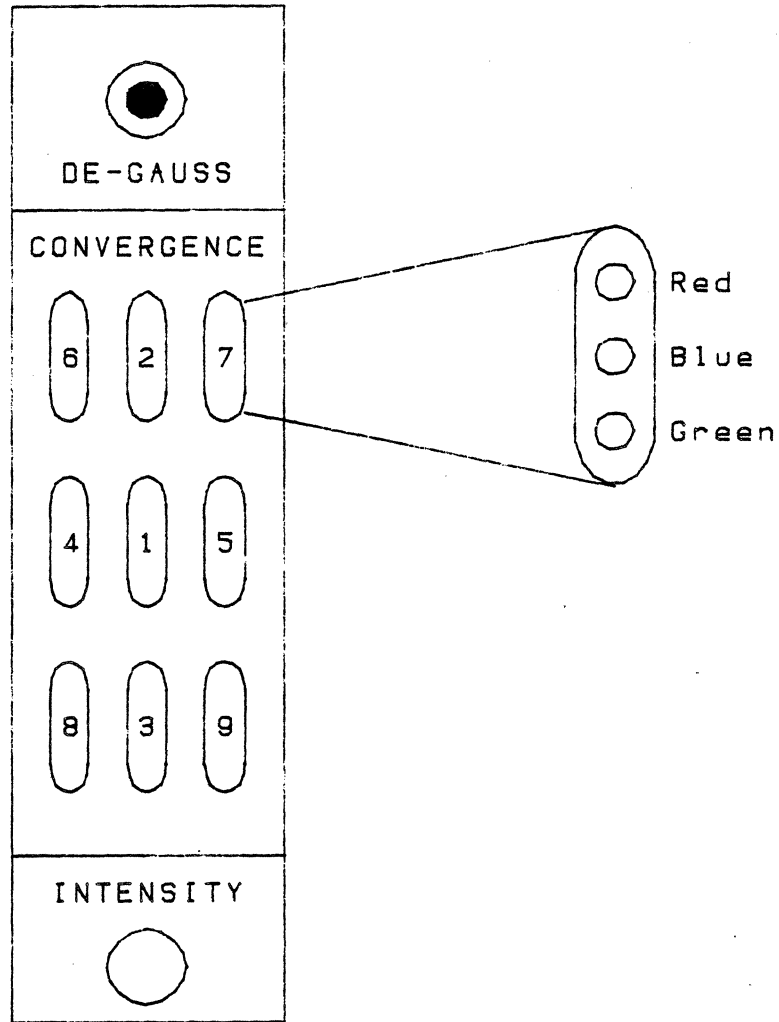 DE-GAUSS
CONVERGENCE
6 2 7
Red
Blue
Green
4 1 5
8 3 9
INTENSITY